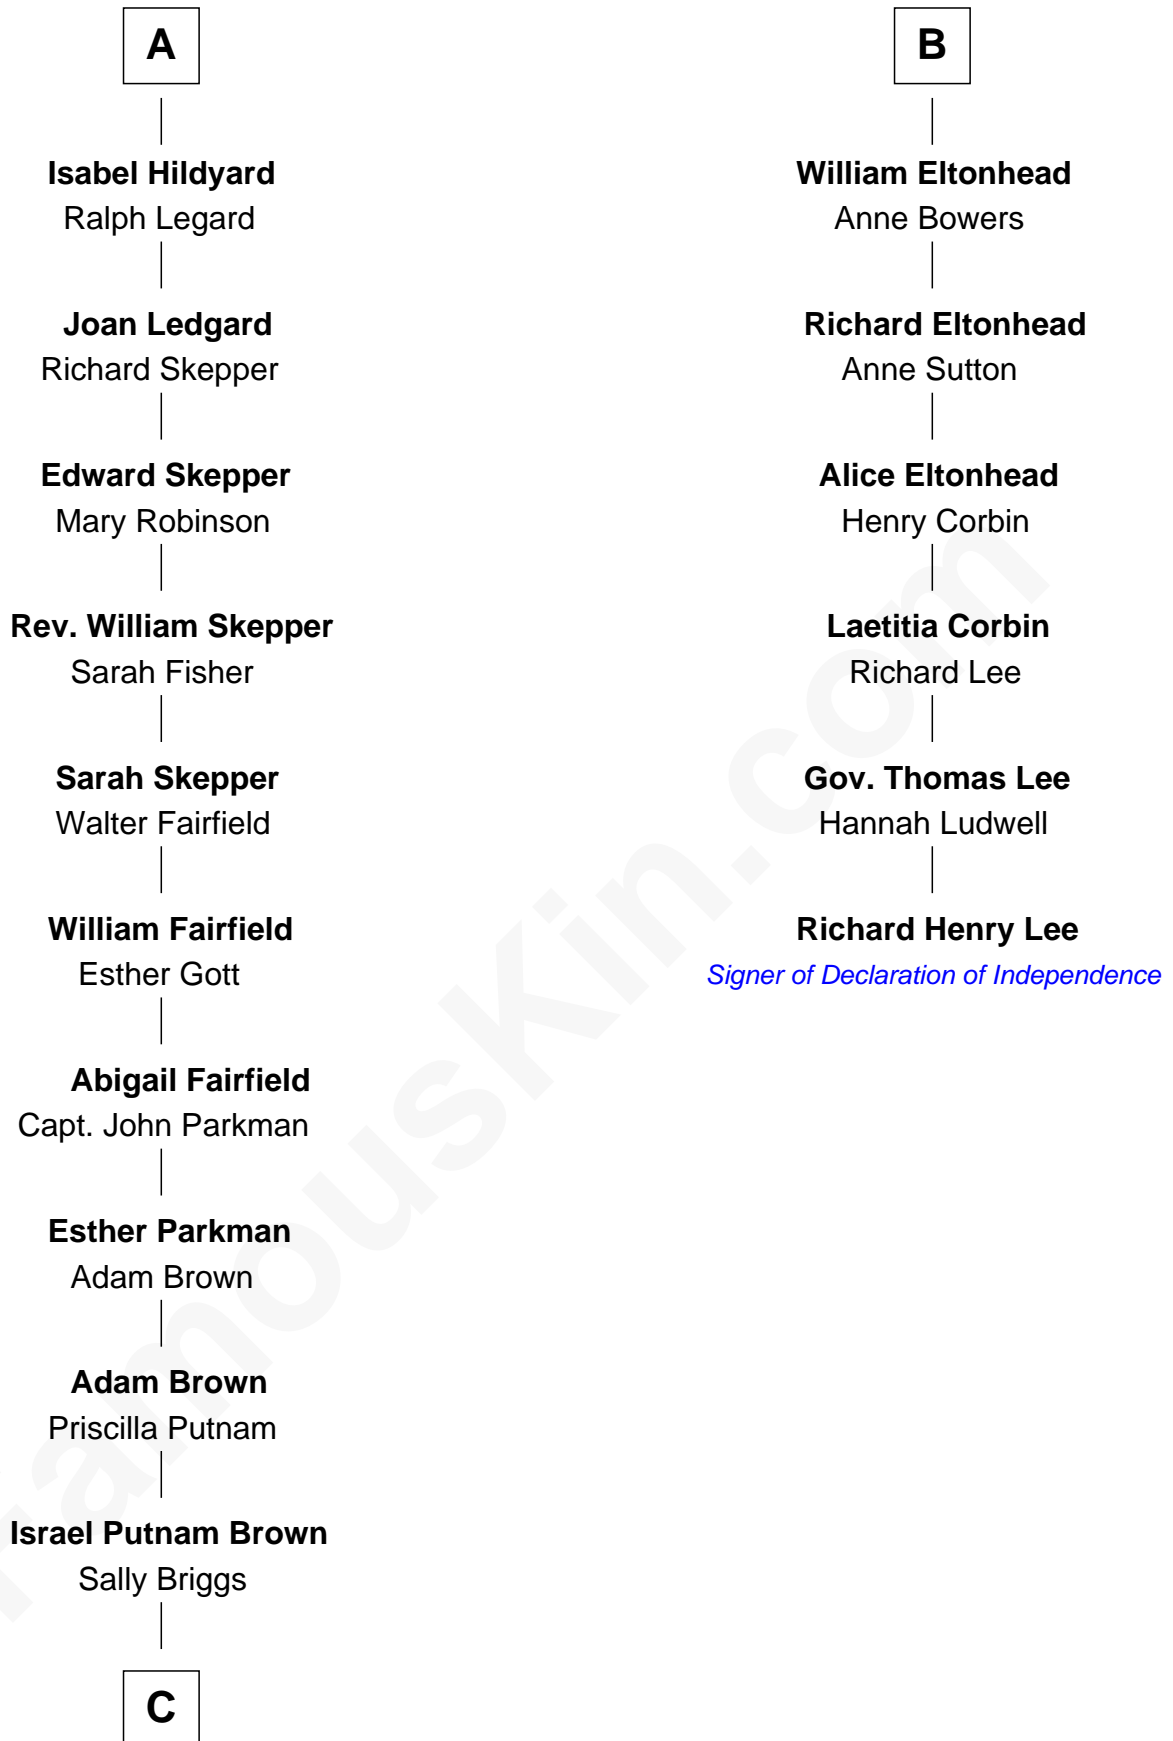 A
Isabel Hildyard
Ralph Legard
Joan Ledgard
Richard Skepper
Edward Skepper
Mary Robinson
Rev. William Skepper
Sarah Fisher
Sarah Skepper
Walter Fairfield
William Fairfield
Esther Gott
Abigail Fairfield
Capt. John Parkman
Esther Parkman
Adam Brown
Adam Brown
Priscilla Putnam
Israel Putnam Brown
Sally Briggs
C
B
William Eltonhead
Anne Bowers
Richard Eltonhead
Anne Sutton
Alice Eltonhead
Henry Corbin
Laetitia Corbin
Richard Lee
Gov. Thomas Lee
Hannah Ludwell
Richard Henry Lee
Signer of Declaration of Independence
FamousKin.com